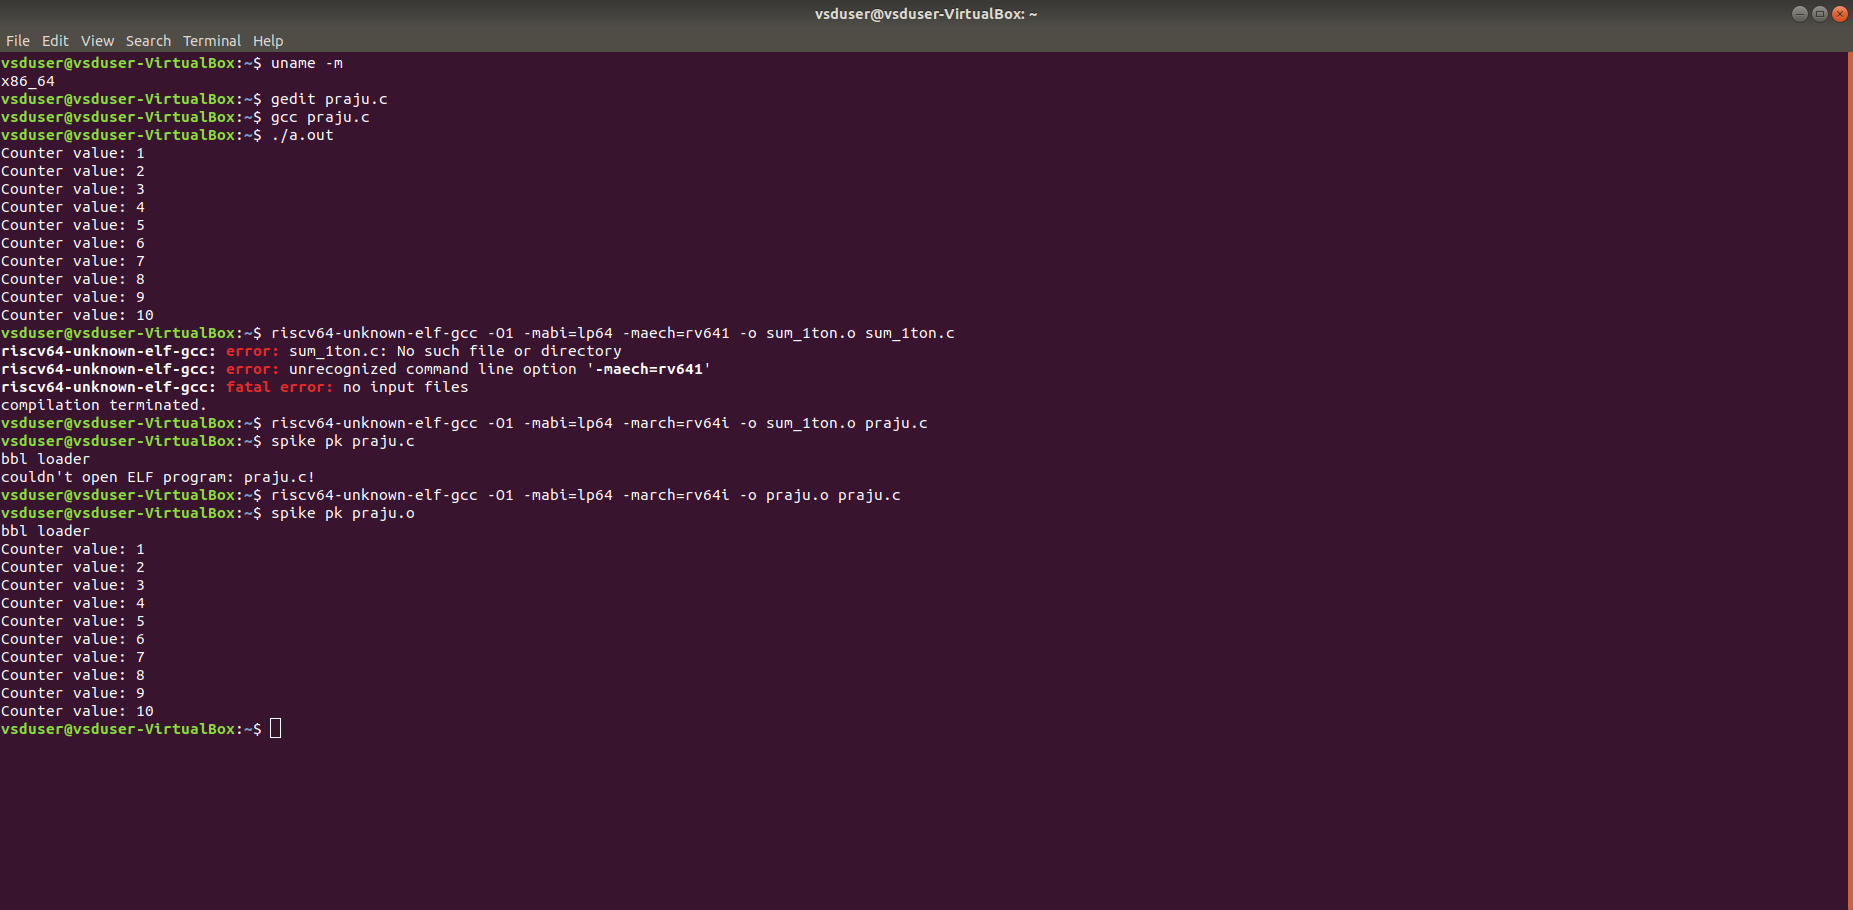 vsduser@vsduser-VirtualBox: ~
File Edit View Search Terminal Help
vsduser@vsduser-VirtualBox:~$ uname -m
x86_64
vsduser@vsduser-VirtualBox:~$ gedit praju.c
vsduser@vsduser-VirtualBox:~$ gcc praju.c
vsduser@vsduser-VirtualBox:~$ ./a.out
Counter value: 1
Counter value: 2
Counter value: 3
Counter value: 4
Counter value: 5
Counter value: 6
Counter value: 7
Counter value: 8
Counter value: 9
Counter value: 10
vsduser@vsduser-VirtualBox:~$ riscv64-unknown-elf-gcc -O1 -mabi=lp64 -maech=rv641 -o sum_1ton.o sum_1ton.c
riscv64-unknown-elf-gcc: error: sum_1ton.c: No such file or directory
riscv64-unknown-elf-gcc: error: unrecognized command line option '-maech=rv641'
riscv64-unknown-elf-gcc: fatal error: no input files
compilation terminated.
vsduser@vsduser-VirtualBox:~$ riscv64-unknown-elf-gcc -O1 -mabi=lp64 -march=rv64i -o sum_1ton.o praju.c
vsduser@vsduser-VirtualBox:~$ spike pk praju.c
bbl loader
couldn't open ELF program: praju.c!
vsduser@vsduser-VirtualBox:~$ riscv64-unknown-elf-gcc -O1 -mabi=lp64 -march=rv64i -o praju.o praju.c
vsduser@vsduser-VirtualBox:~$ spike pk praju.o
bbl loader
Counter value: 1
Counter value: 2
Counter value: 3
Counter value: 4
Counter value: 5
Counter value: 6
Counter value: 7
Counter value: 8
Counter value: 9
Counter value: 10
vsduser@vsduser-VirtualBox:~$